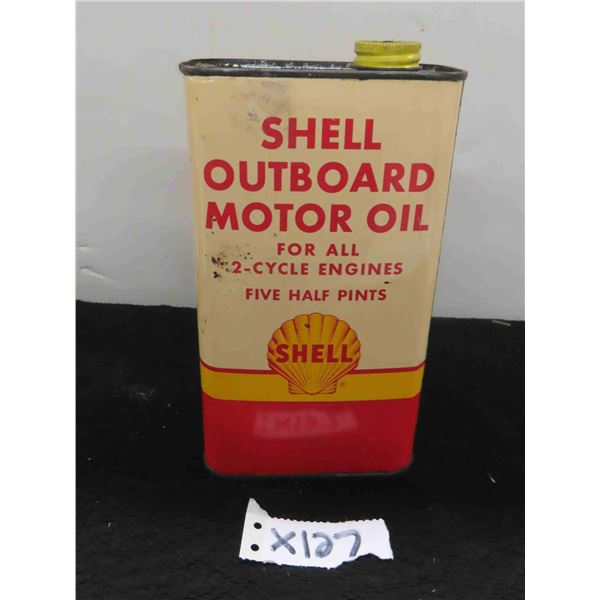 SHELL
OUTBOARD
MOTOR OIL
FOR ALL
2-CYCLE ENGINES
FIVE HALF PINTS
SHELL
®
X127